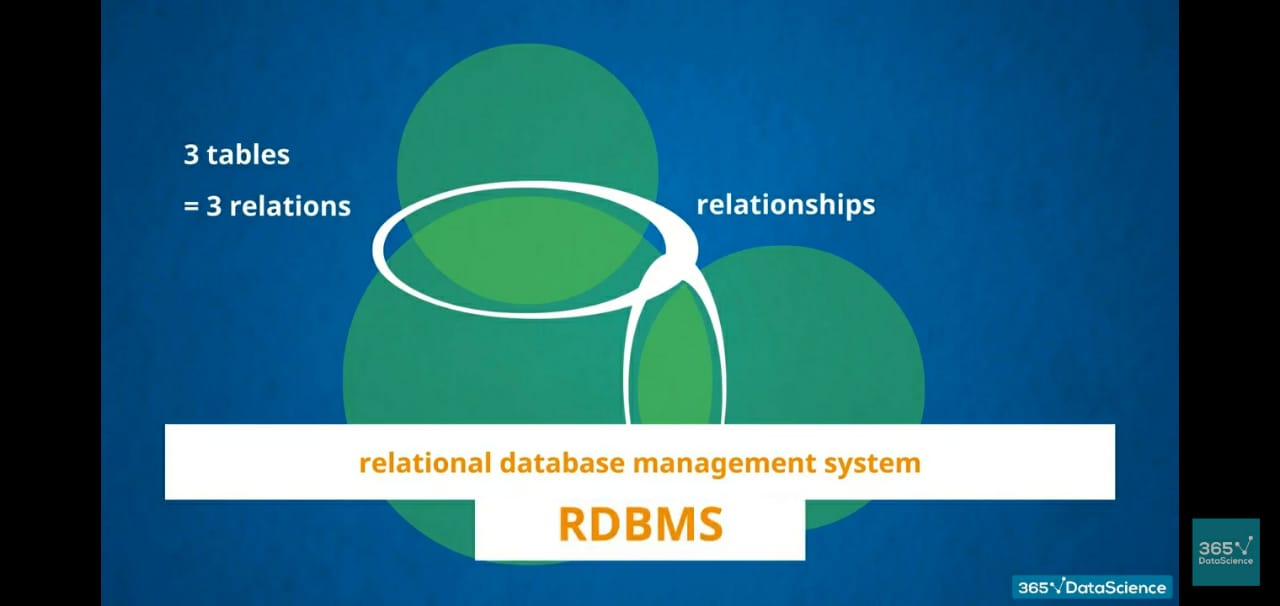 3 tables
= 3 relations
relationships
relational database management system
RDBMS
365 DataScience
365
DataScience